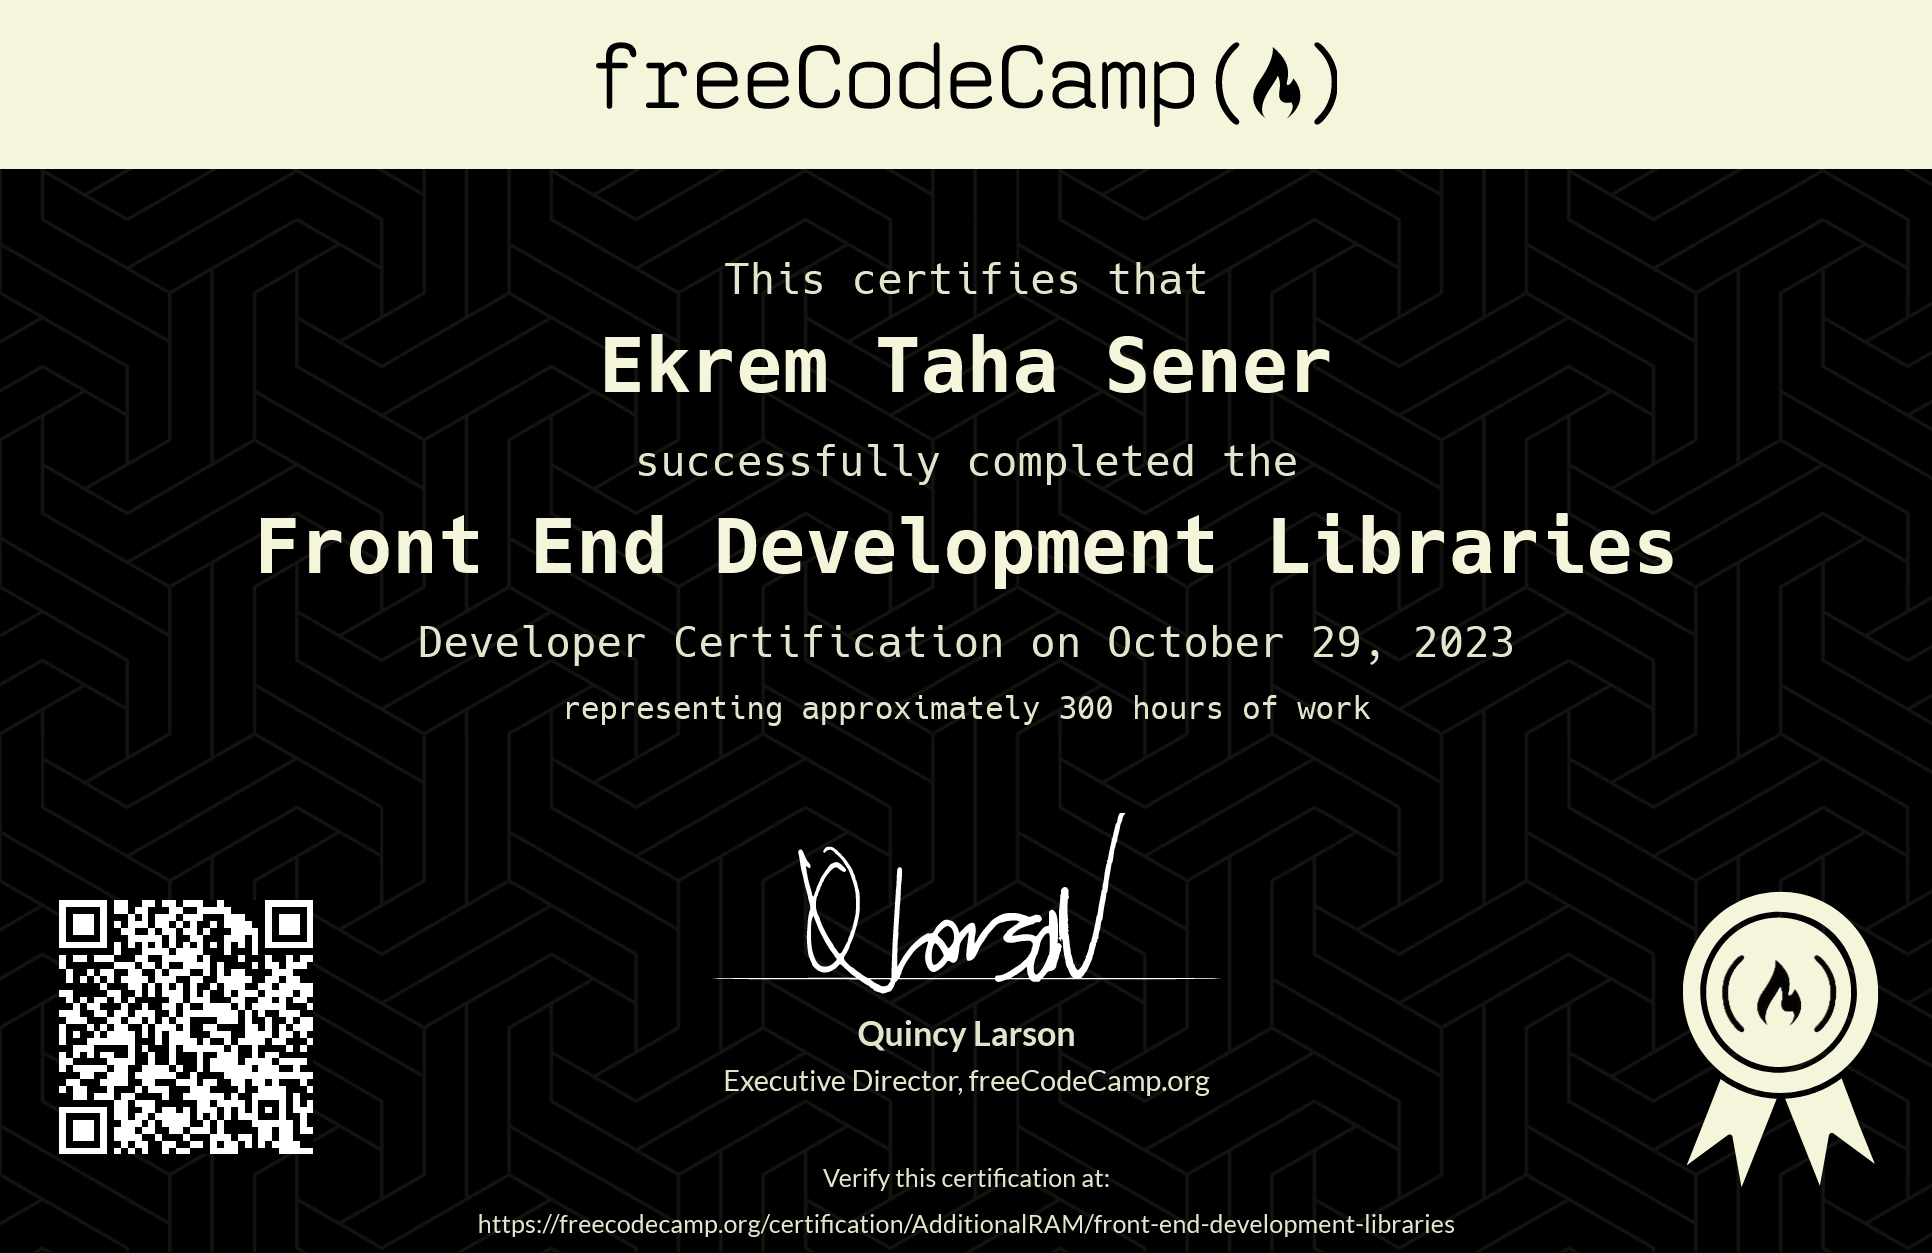 freeCodeCamp
This certifies that
Ekrem Taha Sener
successfully completed the
Front End Development Libraries
Developer Certification on October 29, 2023
representing approximately 300 hours of work
Q Larson
Quincy Larson
Executive Director, freeCodeCamp.org
Verify this certification at:
https://freecodecamp.org/certification/AdditionalRAM/front-end-development-libraries